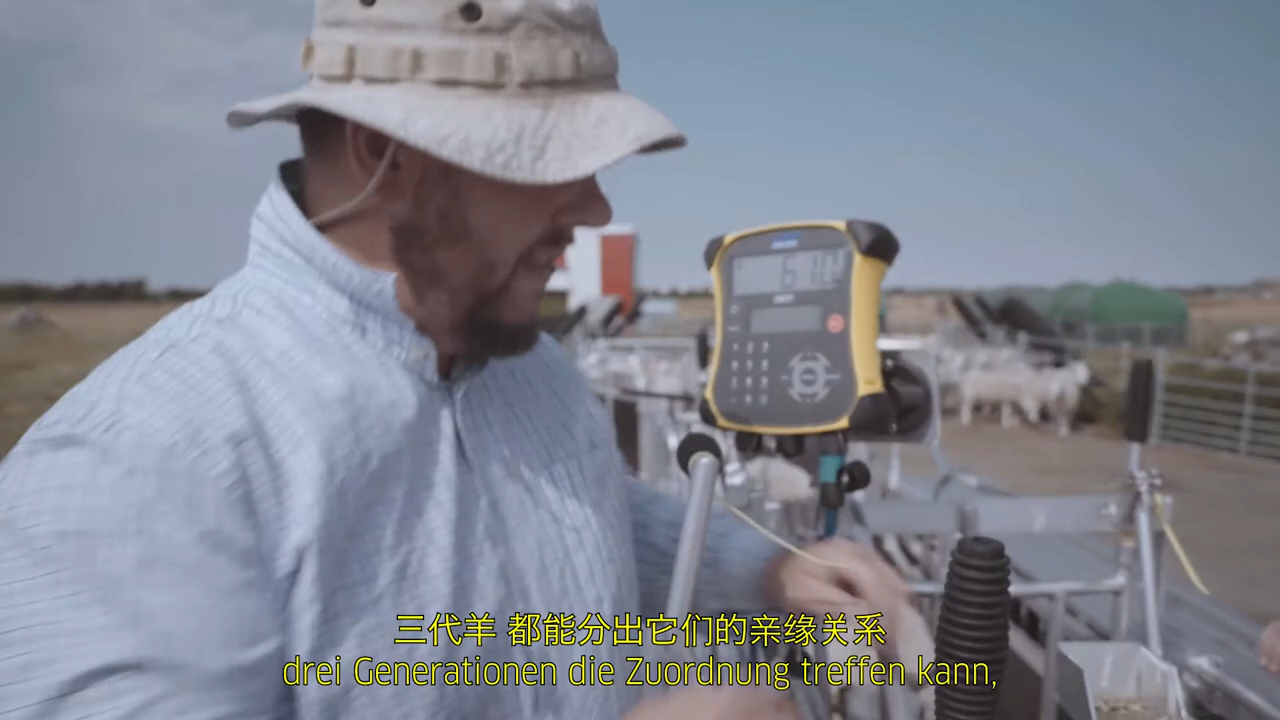 三代羊 都能分出它们的亲缘关系
drei Generationen die Zuordnung treffen kann,